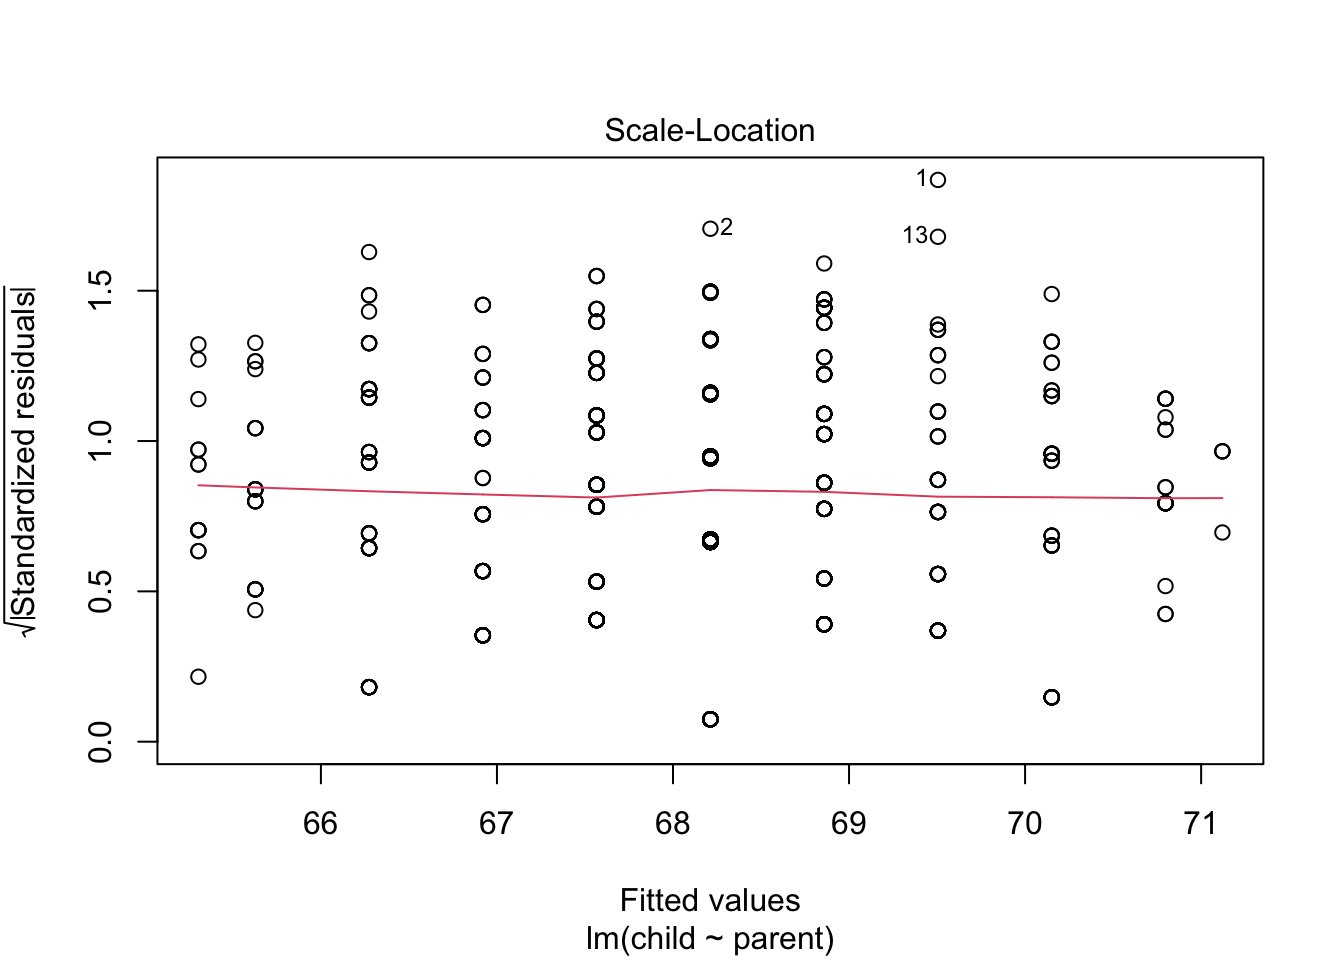 Scale-Location
√|Standardized residuals|
1.5
1.0
0.5
0.0
1
13
2
66 67 68 69 70 71
Fitted values
lm(child ~ parent)